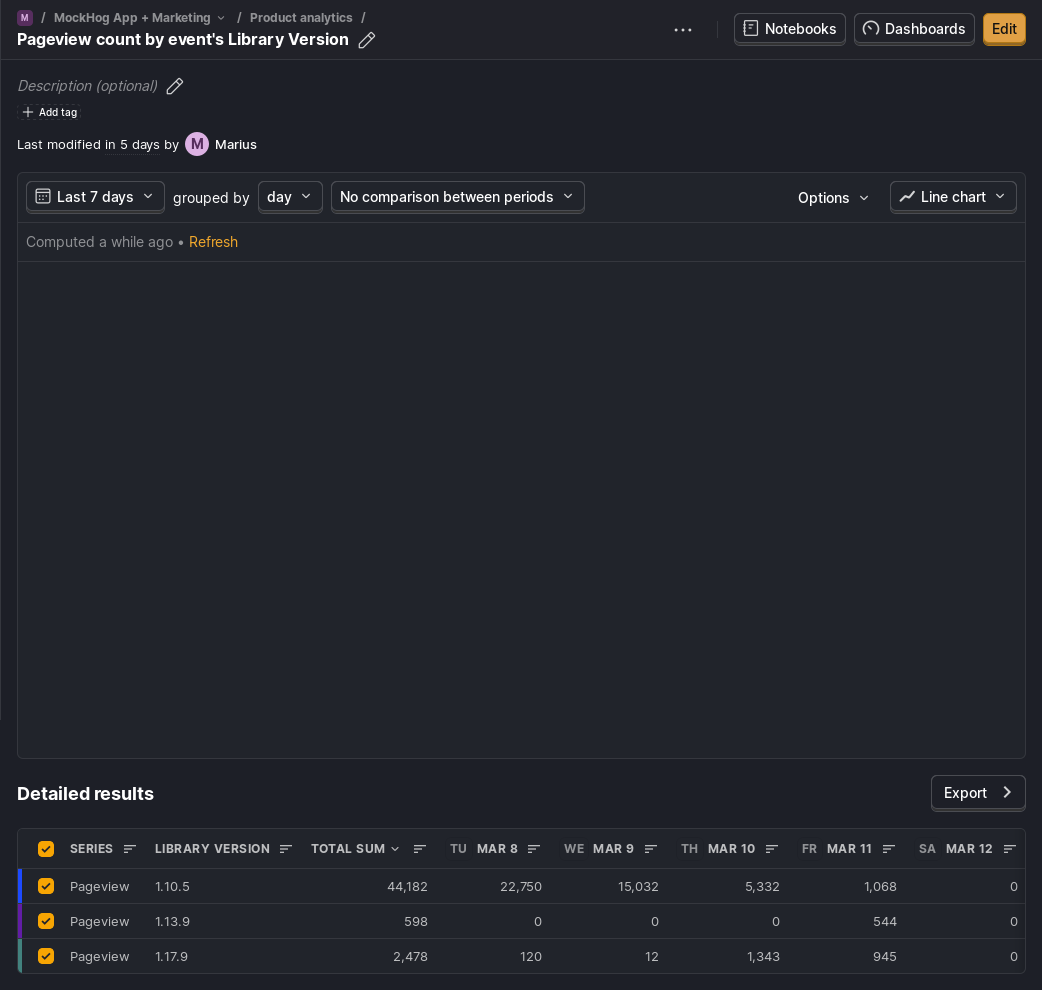 M / MockHog App + Marketing / Product analytics /
Pageview count by event's Library Version
Notebooks Dashboards Edit
Description (optional)
Add tag
Last modified in 5 days by M Marius
Last 7 days grouped by day No comparison between periods Options Line chart
Computed a while ago • Refresh
Detailed results
Export
SERIES LIBRARY VERSION TOTAL SUM TU MAR 8 WE MAR 9 TH MAR 10 FR MAR 11 SA MAR 12
Pageview 1.10.5 44,182 22,750 15,032 5,332 1,068 0
Pageview 1.13.9 598 0 0 0 544 0
Pageview 1.17.9 2,478 120 12 1,343 945 0